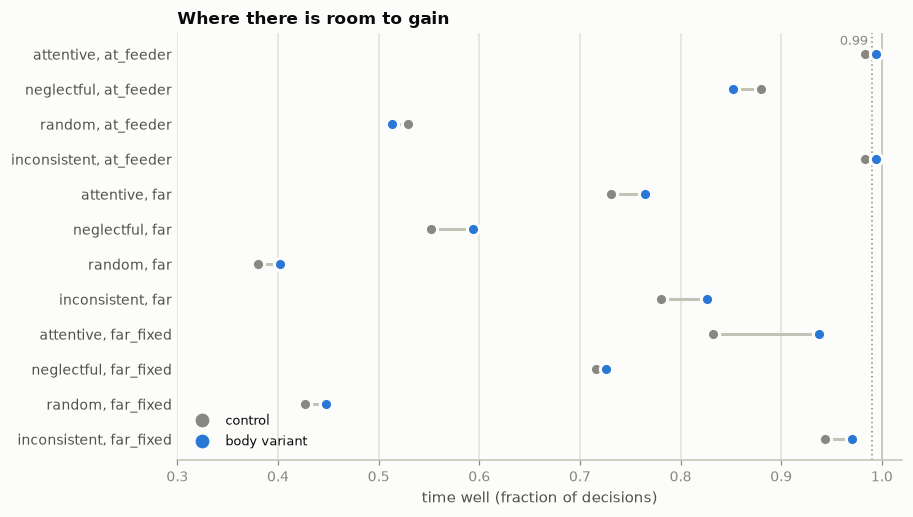 Where there is room to gain
0.99
attentive, at_feeder
neglectful, at_feeder
random, at_feeder
inconsistent, at_feeder
attentive, far
neglectful, far
random, far
inconsistent, far
attentive, far_fixed
neglectful, far_fixed
random, far_fixed
inconsistent, far_fixed
control
body variant
0.3 0.4 0.5 0.6 0.7 0.8 0.9 1.0
time well (fraction of decisions)